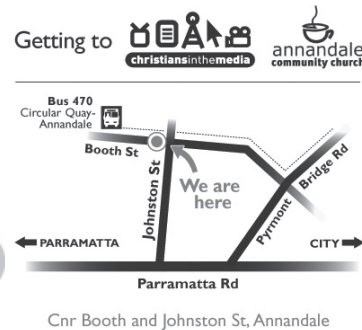 Getting to
christiansinthemedia
annandale
community church
Bus 470
Circular Quay-
Annandale
Booth St
Johnston St
We are
here
Pyrmont Bridge Rd
PARRAMATTA
CITY
Parramatta Rd
Cnr Booth and Johnston St, Annandale